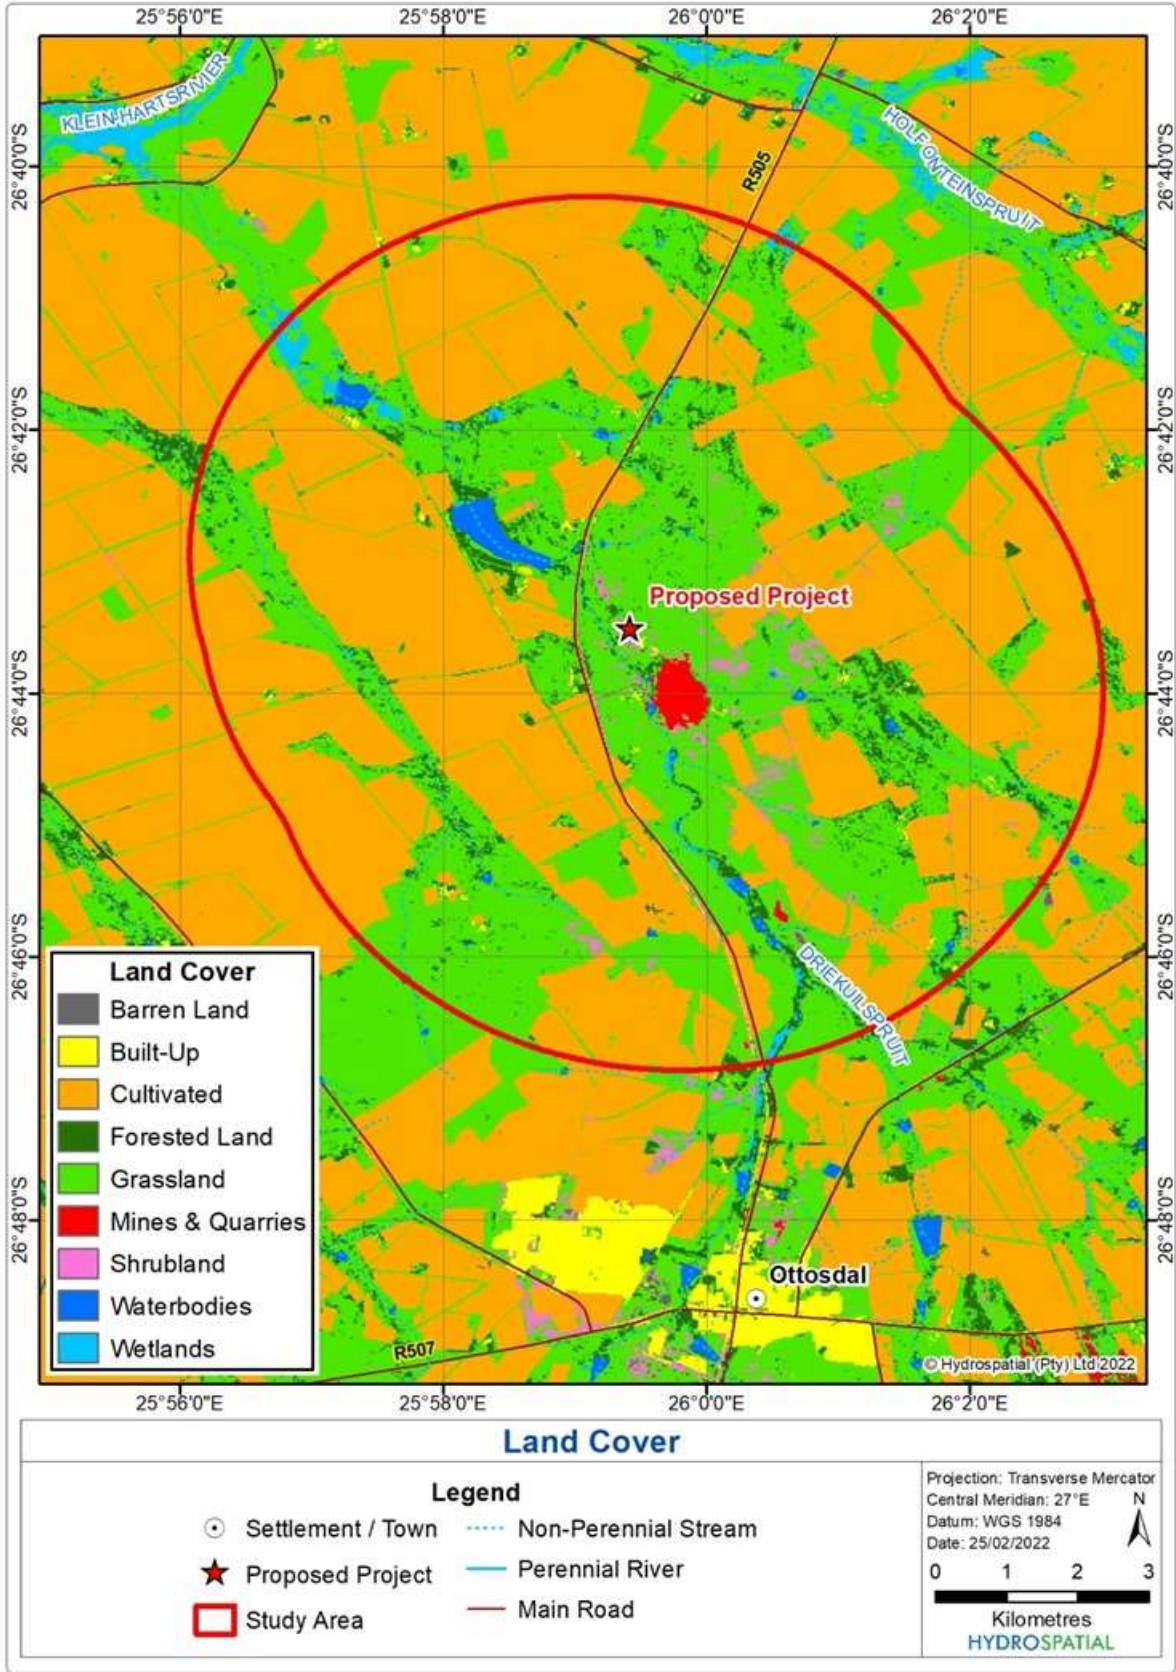 25°56'0"E 25°58'0"E 26°0'0"E 26°2'0"E
KLEIN-HARTSRIVIER
HOLFONTEINSPRUIT
R505
26°40'0"S 26°40'0"S
26°42'0"S 26°42'0"S
Proposed Project
26°44'0"S 26°44'0"S
DRIEKUILSPRUIT
26°46'0"S 26°46'0"S
Land Cover
Barren Land
Built-Up
Cultivated
Forested Land
Grassland
Mines & Quarries
Shrubland
Waterbodies
Wetlands
26°48'0"S 26°48'0"S
Ottosdal
R507
© Hydrospatial (Pty) Ltd 2022
25°56'0"E 25°58'0"E 26°0'0"E 26°2'0"E
Land Cover
Legend
Settlement / Town
Non-Perennial Stream
Proposed Project
Perennial River
Study Area
Main Road
Projection: Transverse Mercator
Central Meridian: 27°E
Datum: WGS 1984
Date: 25/02/2022
N
0 1 2 3
Kilometres
HYDROSPATIAL